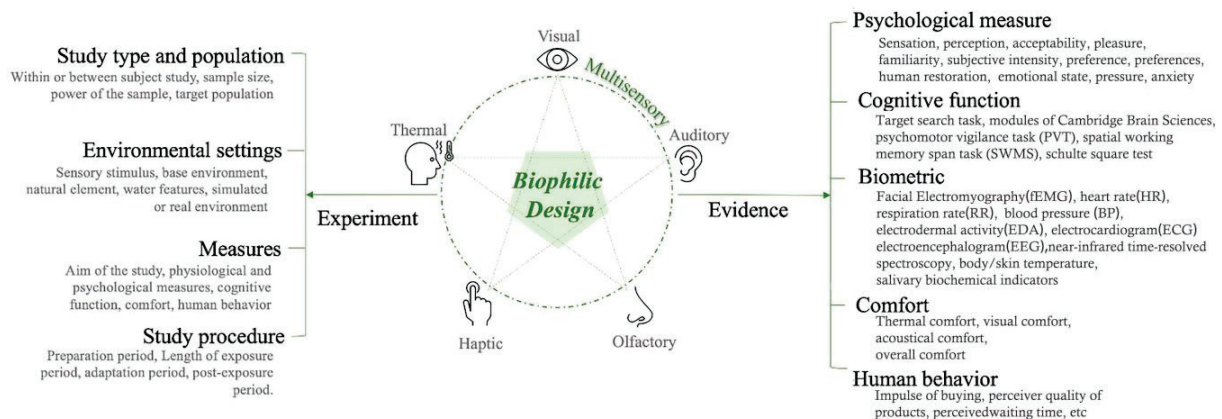 Study type and population
Within or between subject study, sample size,
power of the sample, target population
Environmental settings
Sensory stimulus, base environment,
natural element, water features, simulated
or real environment
Measures
Aim of the study, physiological and
psychological measures, cognitive
function, comfort, human behavior
Study procedure
Preparation period, Length of exposure
period, adaptation period, post-exposure
period.
Experiment
Visual
Multisensory
Thermal
Auditory
Biophilic
Design
Haptic
Olfactory
Evidence
Psychological measure
Sensation, perception, acceptability, pleasure,
familiarity, subjective intensity, preference, preferences,
human restoration, emotional state, pressure, anxiety
Cognitive function
Target search task, modules of Cambridge Brain Sciences,
psychomotor vigilance task (PVT), spatial working
memory span task (SWMS), schulte square test
Biometric
Facial Electromyography(fEMG), heart rate(HR),
respiration rate(RR), blood pressure (BP),
electrodermal activity(EDA), electrocardiogram(ECG)
electroencephalogram(EEG),near-infrared time-resolved
spectroscopy, body/skin temperature,
salivary biochemical indicators
Comfort
Thermal comfort, visual comfort,
acoustical comfort,
overall comfort
Human behavior
Impulse of buying, perceiver quality of
products, perceivedwaiting time, etc